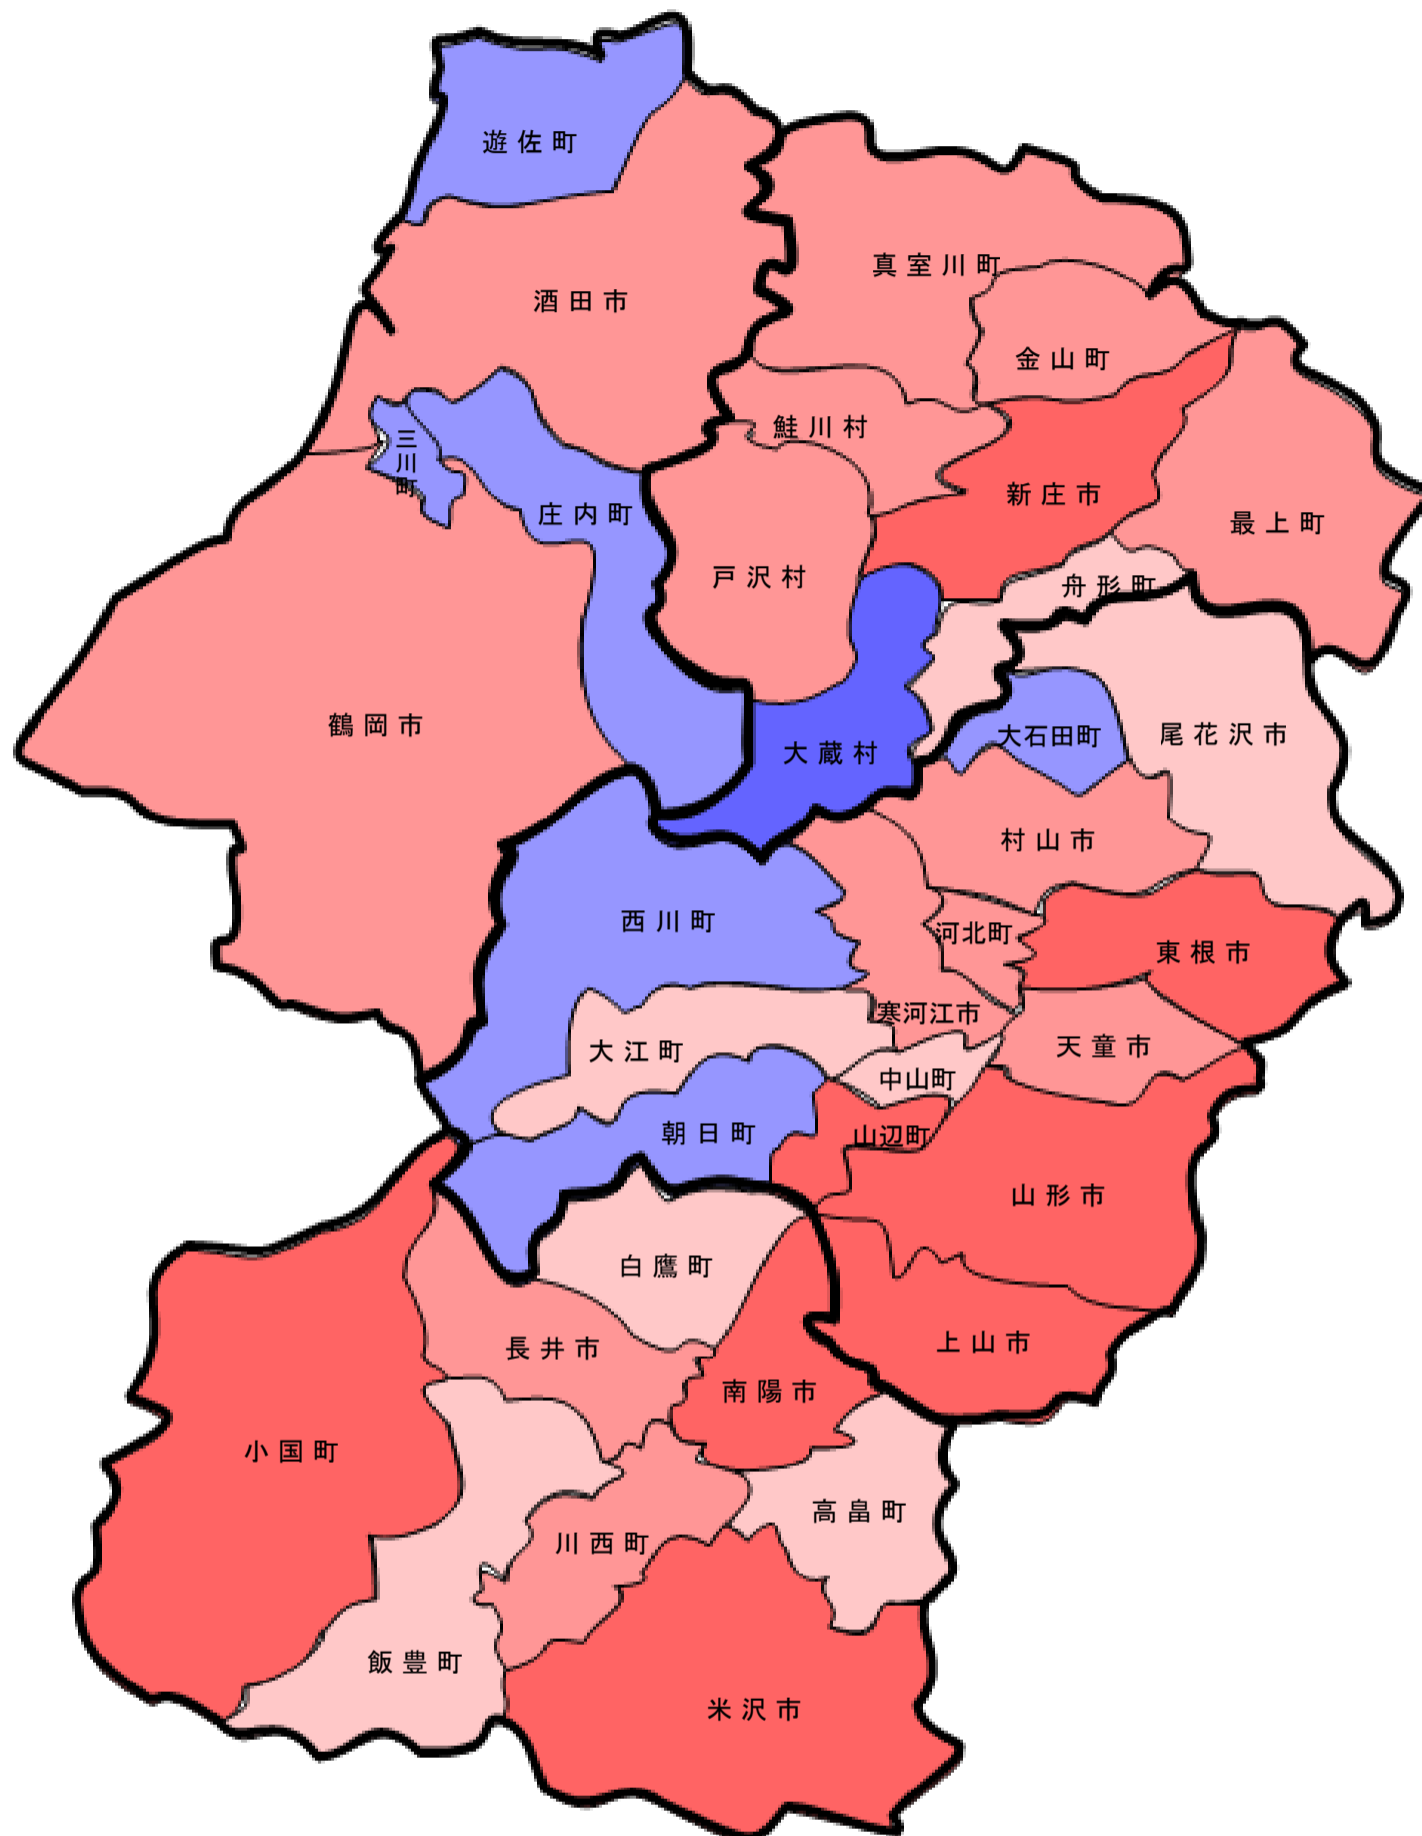 遊佐町
酒田市
真室川町
金山町
鮭川村
三川町
新庄市
庄内町
最上町
戸沢村
舟形町
鶴岡市
大蔵村
大石田町
尾花沢市
村山市
西川町
河北町
東根市
寒河江市
大江町
天童市
中山町
朝日町
山辺町
山形市
白鷹町
長井市
上山市
南陽市
小国町
高畠町
川西町
飯豊町
米沢市